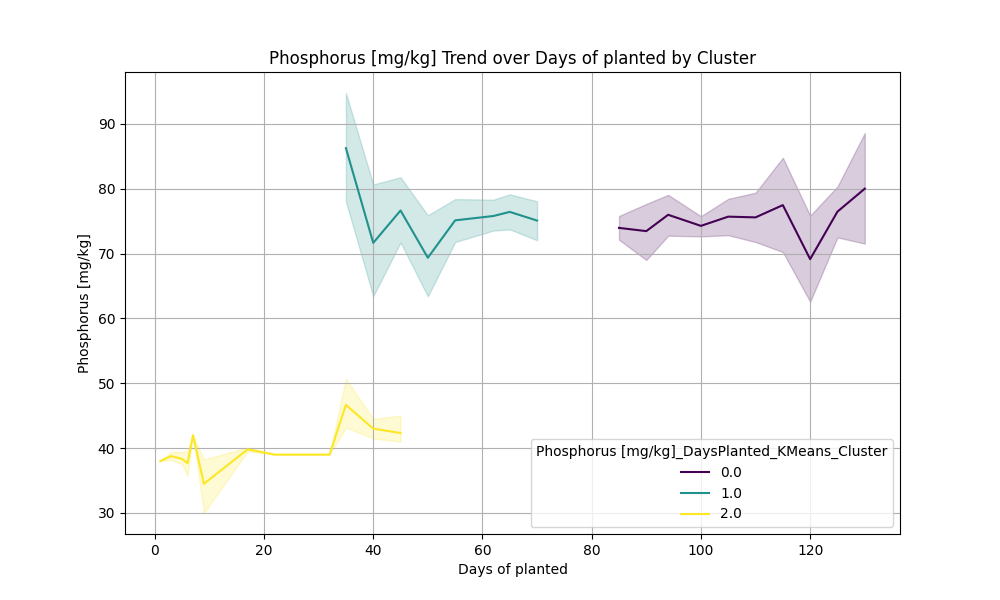 Phosphorus [mg/kg] Trend over Days of planted by Cluster
Phosphorus [mg/kg]
90
80
70
60
50
40
30
Phosphorus [mg/kg]_DaysPlanted_KMeans_Cluster
0.0
1.0
2.0
0 20 40 60 80 100 120
Days of planted